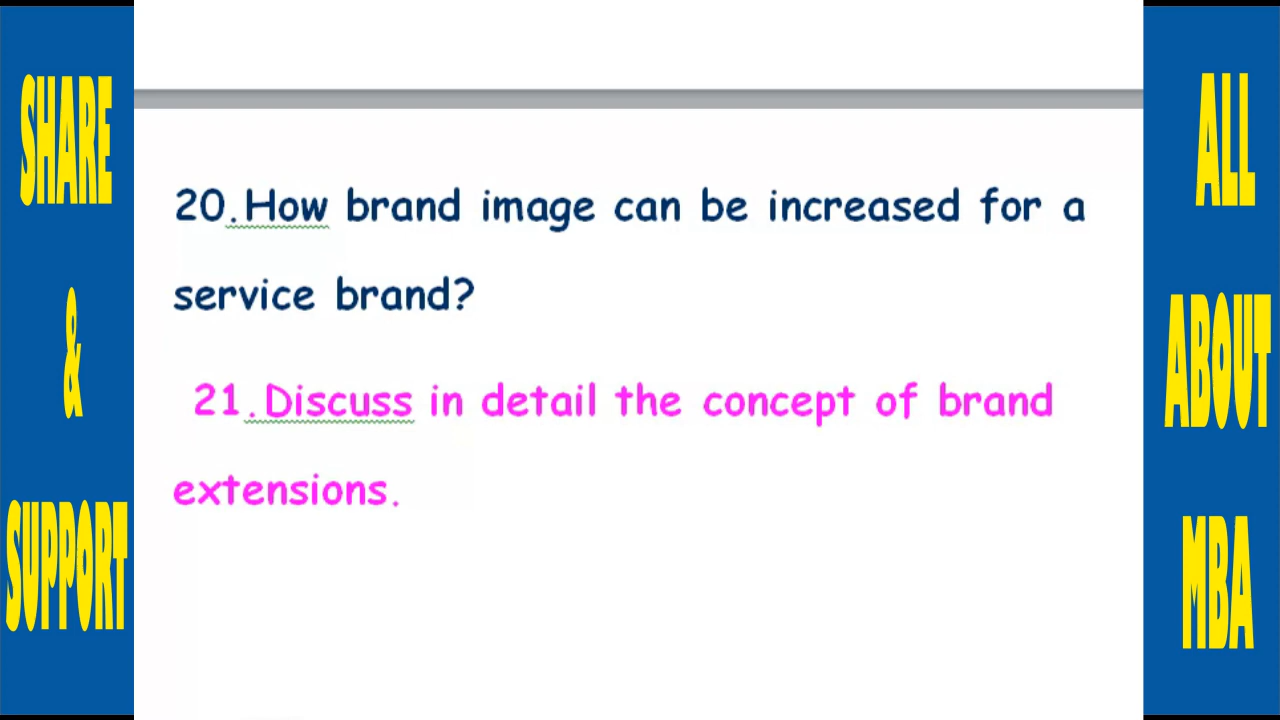 SHARE
&
SUPPORT
20.How brand image can be increased for a
service brand?
21.Discuss in detail the concept of brand
extensions.
ALL
ABOUT
MBA